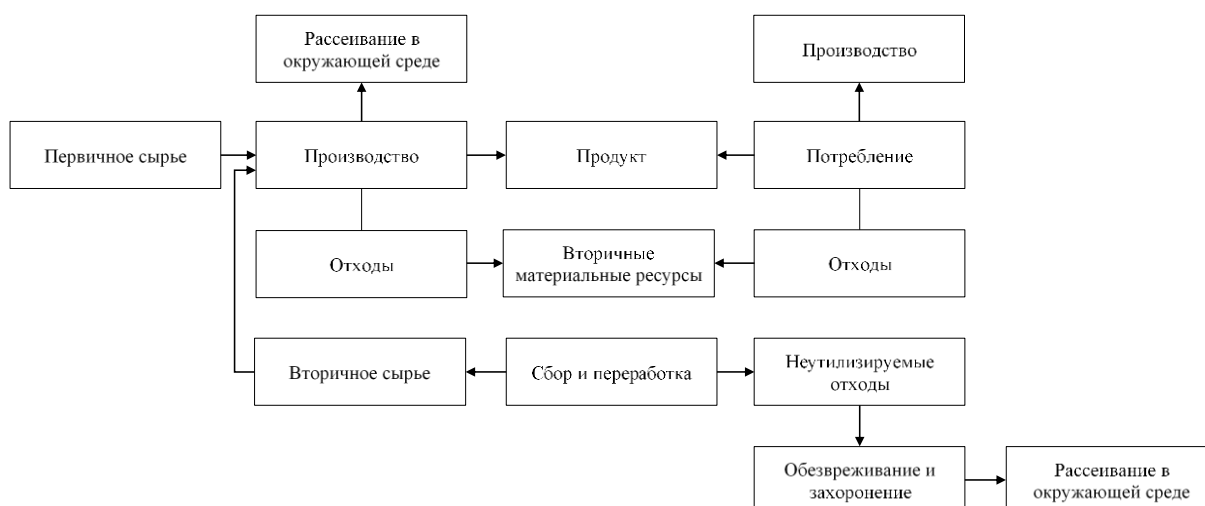 Рассеивание в
окружающей среде
Производство
Первичное сырье
Производство
Продукт
Потребление
Отходы
Вторичные
материальные ресурсы
Отходы
Вторичное сырье
Сбор и переработка
Неутилизируемые
отходы
Обезвреживание и
захоронение
Рассеивание в
окружающей среде